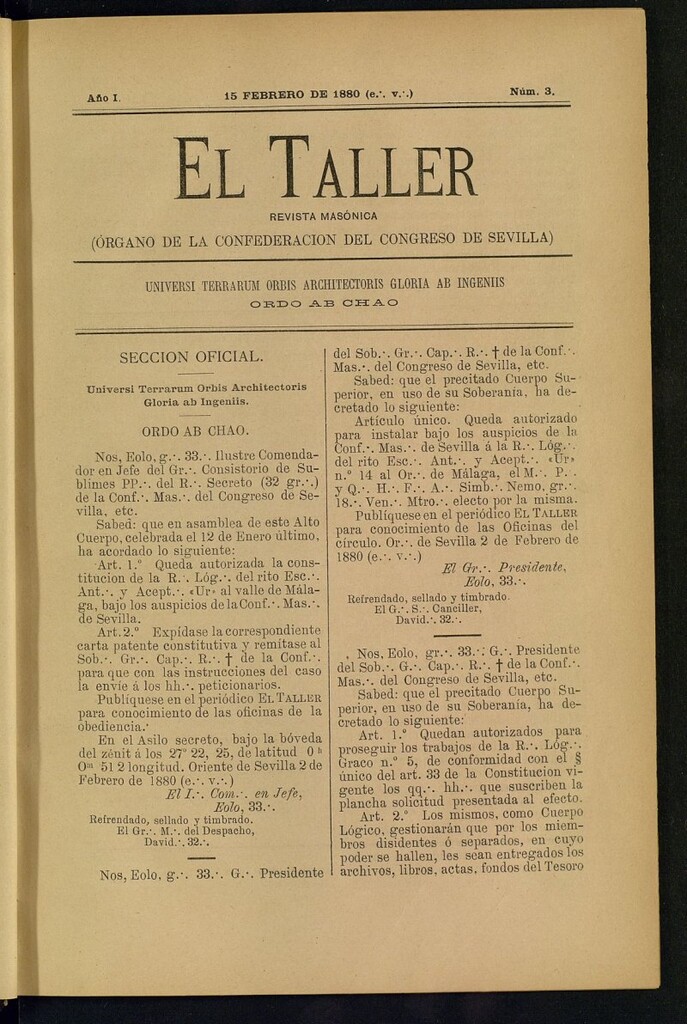 Año I.
15 FEBRERO DE 1880 (e.·. v.·.)
Núm. 3.
EL TALLER
REVISTA MASÓNICA
(ÓRGANO DE LA CONFEDERACION DEL CONGRESO DE SEVILLA)
UNIVERSI TERRARUM ORBIS ARCHITECTORIS GLORIA AB INGENIIS
ORDO AB CHAO
SECCION OFICIAL.
Universi Terrarum Orbis Architectoris
Gloria ab Ingeniis.
ORDO AB CHAO.
Nos, Eolo, g.·. 33.·. Ilustre Comenda-
dor en Jefe del Gr.·. Consistorio de Su-
blimes PP.·. del R.·. Secreto (32 gr.·.)
de la Conf.·. Mas.·. del Congreso de Se-
villa, etc.
Sabed: que en asamblea de este Alto
Cuerpo, celebrada el 12 de Enero último,
ha acordado lo siguiente:
Art. 1.º Queda autorizada la cons-
titucion de la R.·. Lóg.·. del rito Esc.·.
Ant.·. y Acept.·. «Ur» al valle de Mála-
ga, bajo los auspicios de la Conf.·. Mas.·.
de Sevilla.
Art. 2.º Expídase la correspondiente
carta patente constitutiva y remítase al
Sob.·. Gr.·. Cap.·. R.·. † de la Conf.·.
para que con las instrucciones del caso
la envie á los hh.·. peticionarios.
Publíquese en el periódico EL TALLER
para conocimiento de las oficinas de la
obediencia.·
En el Asilo secreto, bajo la bóveda
del zénit á los 27° 22, 25, de latitud 0 h
0m 51 2 longitud. Oriente de Sevilla 2 de
Febrero de 1880 (e.·. v.·.)
El I.·. Com.·. en Jefe,
Eolo, 33.·.
Refrendado, sellado y timbrado.
El Gr.·. M.·. del Despacho,
David.·. 32.·.
Nos, Eolo, g.·. 33.·. G.·. Presidente
del Sob.·. Gr.·. Cap.·. R.·. † de la Conf.·.
Mas.·. del Congreso de Sevilla, etc.
Sabed: que el precitado Cuerpo Su-
perior, en uso de su Soberanía, ha de-
cretado lo siguiente:
Artículo único. Queda autorizado
para instalar bajo los auspicios de la
Conf.·. Mas.·. de Sevilla á la R.·. Lóg.·.
del rito Esc.·. Ant.·. y Acept.·. «Ur»
n.º 14 al Or.·. de Málaga, el M.·. P.·.
y Q.·. H.·. F.·. A.·. Simb.·. Nemo, gr.·.
18.·. Ven.·. Mtro.·. electo por la misma.
Publíquese en el periódico EL TALLER
para conocimiento de las Oficinas del
círculo. Or.·. de Sevilla 2 de Febrero de
1880 (e.·. v.·.)
El Gr.·. Presidente,
Eolo, 33.·.
Refrendado, sellado y timbrado.
El G.·. S.·. Canciller,
David.·. 32.·.
Nos, Eolo, gr.·. 33.·. G.·. Presidente
del Sob.·. G.·. Cap.·. R.·. † de la Conf.·.
Mas.·. del Congreso de Sevilla, etc.
Sabed: que el precitado Cuerpo Su-
perior, en uso de su Soberanía, ha de-
cretado lo siguiente:
Art. 1.º Quedan autorizados para
proseguir los trabajos de la R.·. Lóg.·.
Graco n.º 5, de conformidad con el §
único del art. 33 de la Constitucion vi-
gente los qq.·. hh.·. que suscriben la
plancha solicitud presentada al efecto.
Art. 2.º Los mismos, como Cuerpo
Lógico, gestionarán que por los miem-
bros disidentes ó separados, en cuyo
poder se hallen, les sean entregados los
archivos, libros, actas, fondos del Tesoro